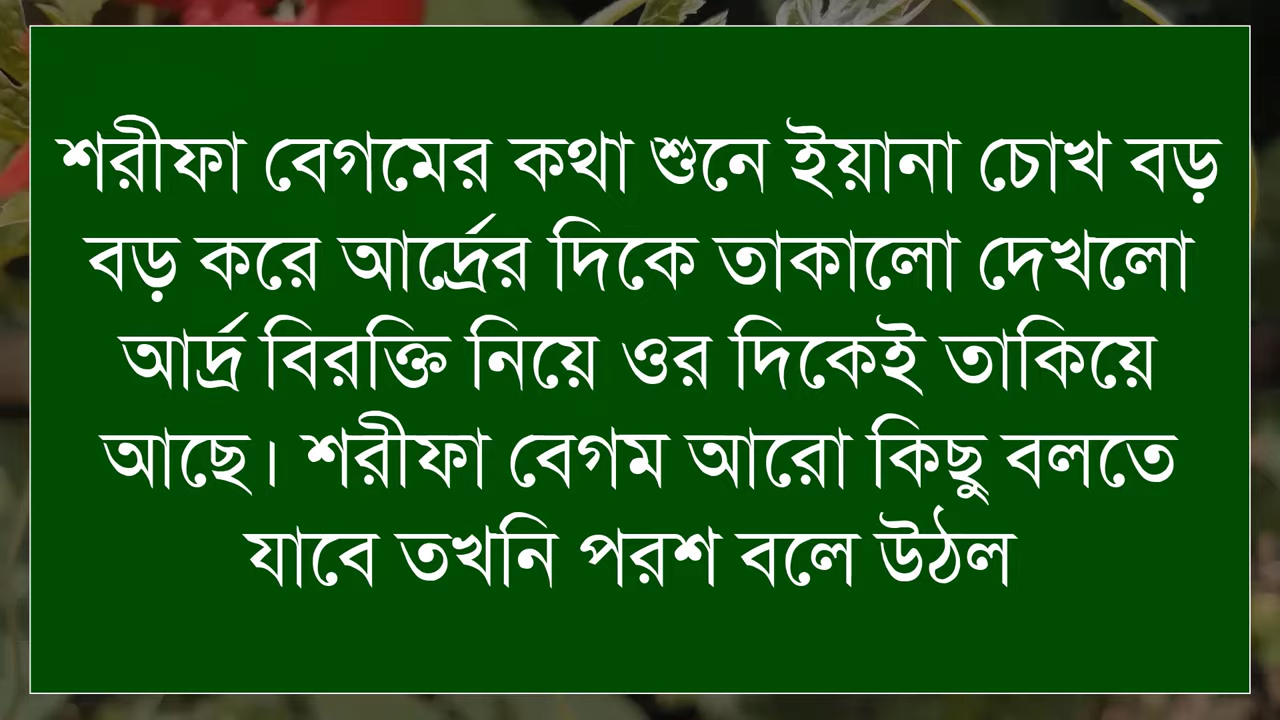 শরীফা বেগমের কথা শুনে ইয়ানা চোখ বড়
বড় করে আর্দ্রের দিকে তাকালো দেখলো
আর্দ্র বিরক্তি নিয়ে ওর দিকেই তাকিয়ে
আছে। শরীফা বেগম আরো কিছু বলতে
যাবে তখনি পরশ বলে উঠল